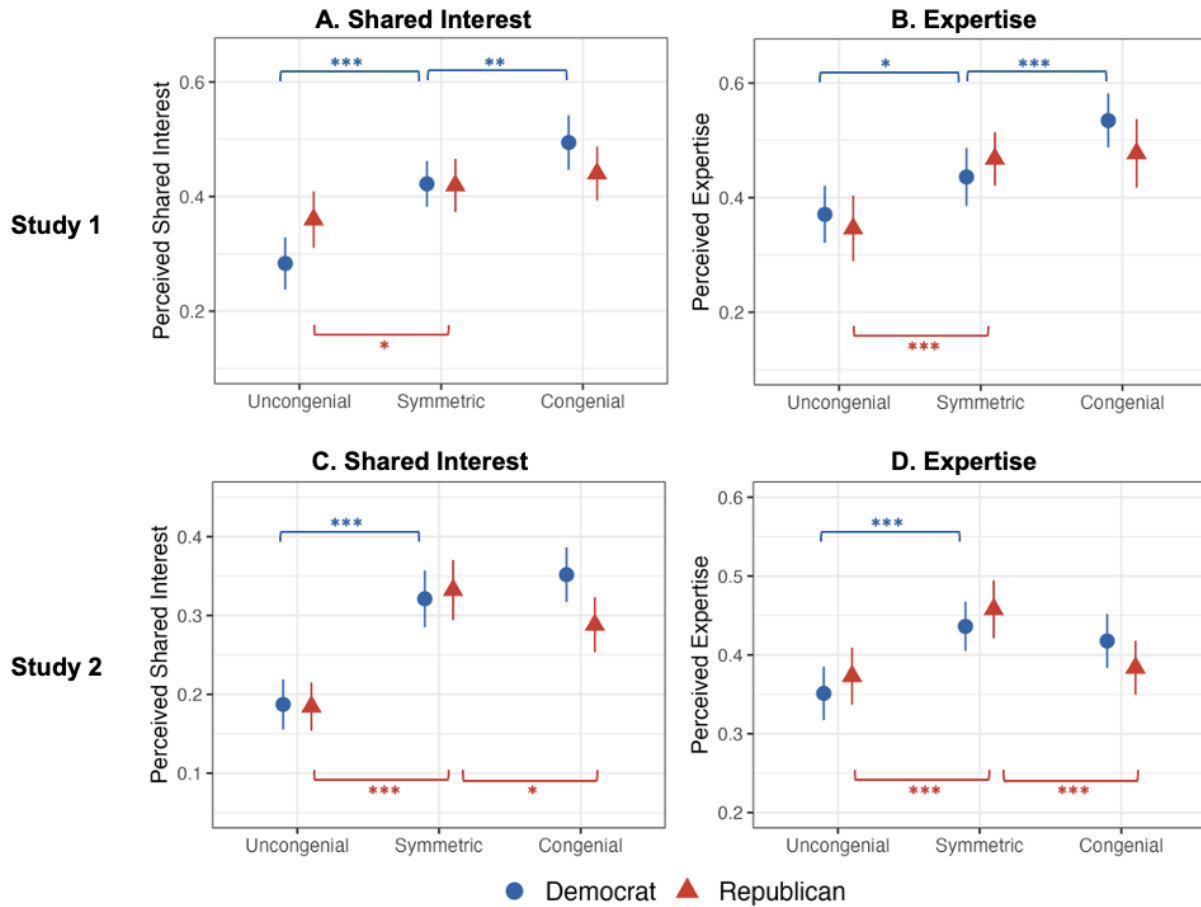 A. Shared Interest
B. Expertise
Study 1
Perceived Shared Interest
0.6
0.4
0.2
***
**
*
Uncongenial Symmetric Congenial
Perceived Expertise
0.6
0.4
0.2
*
***
***
Uncongenial Symmetric Congenial
C. Shared Interest
D. Expertise
Study 2
Perceived Shared Interest
0.4
0.3
0.2
0.1
***
***
*
Uncongenial Symmetric Congenial
Perceived Expertise
0.6
0.5
0.4
0.3
0.2
***
***
***
Uncongenial Symmetric Congenial
Democrat Republican